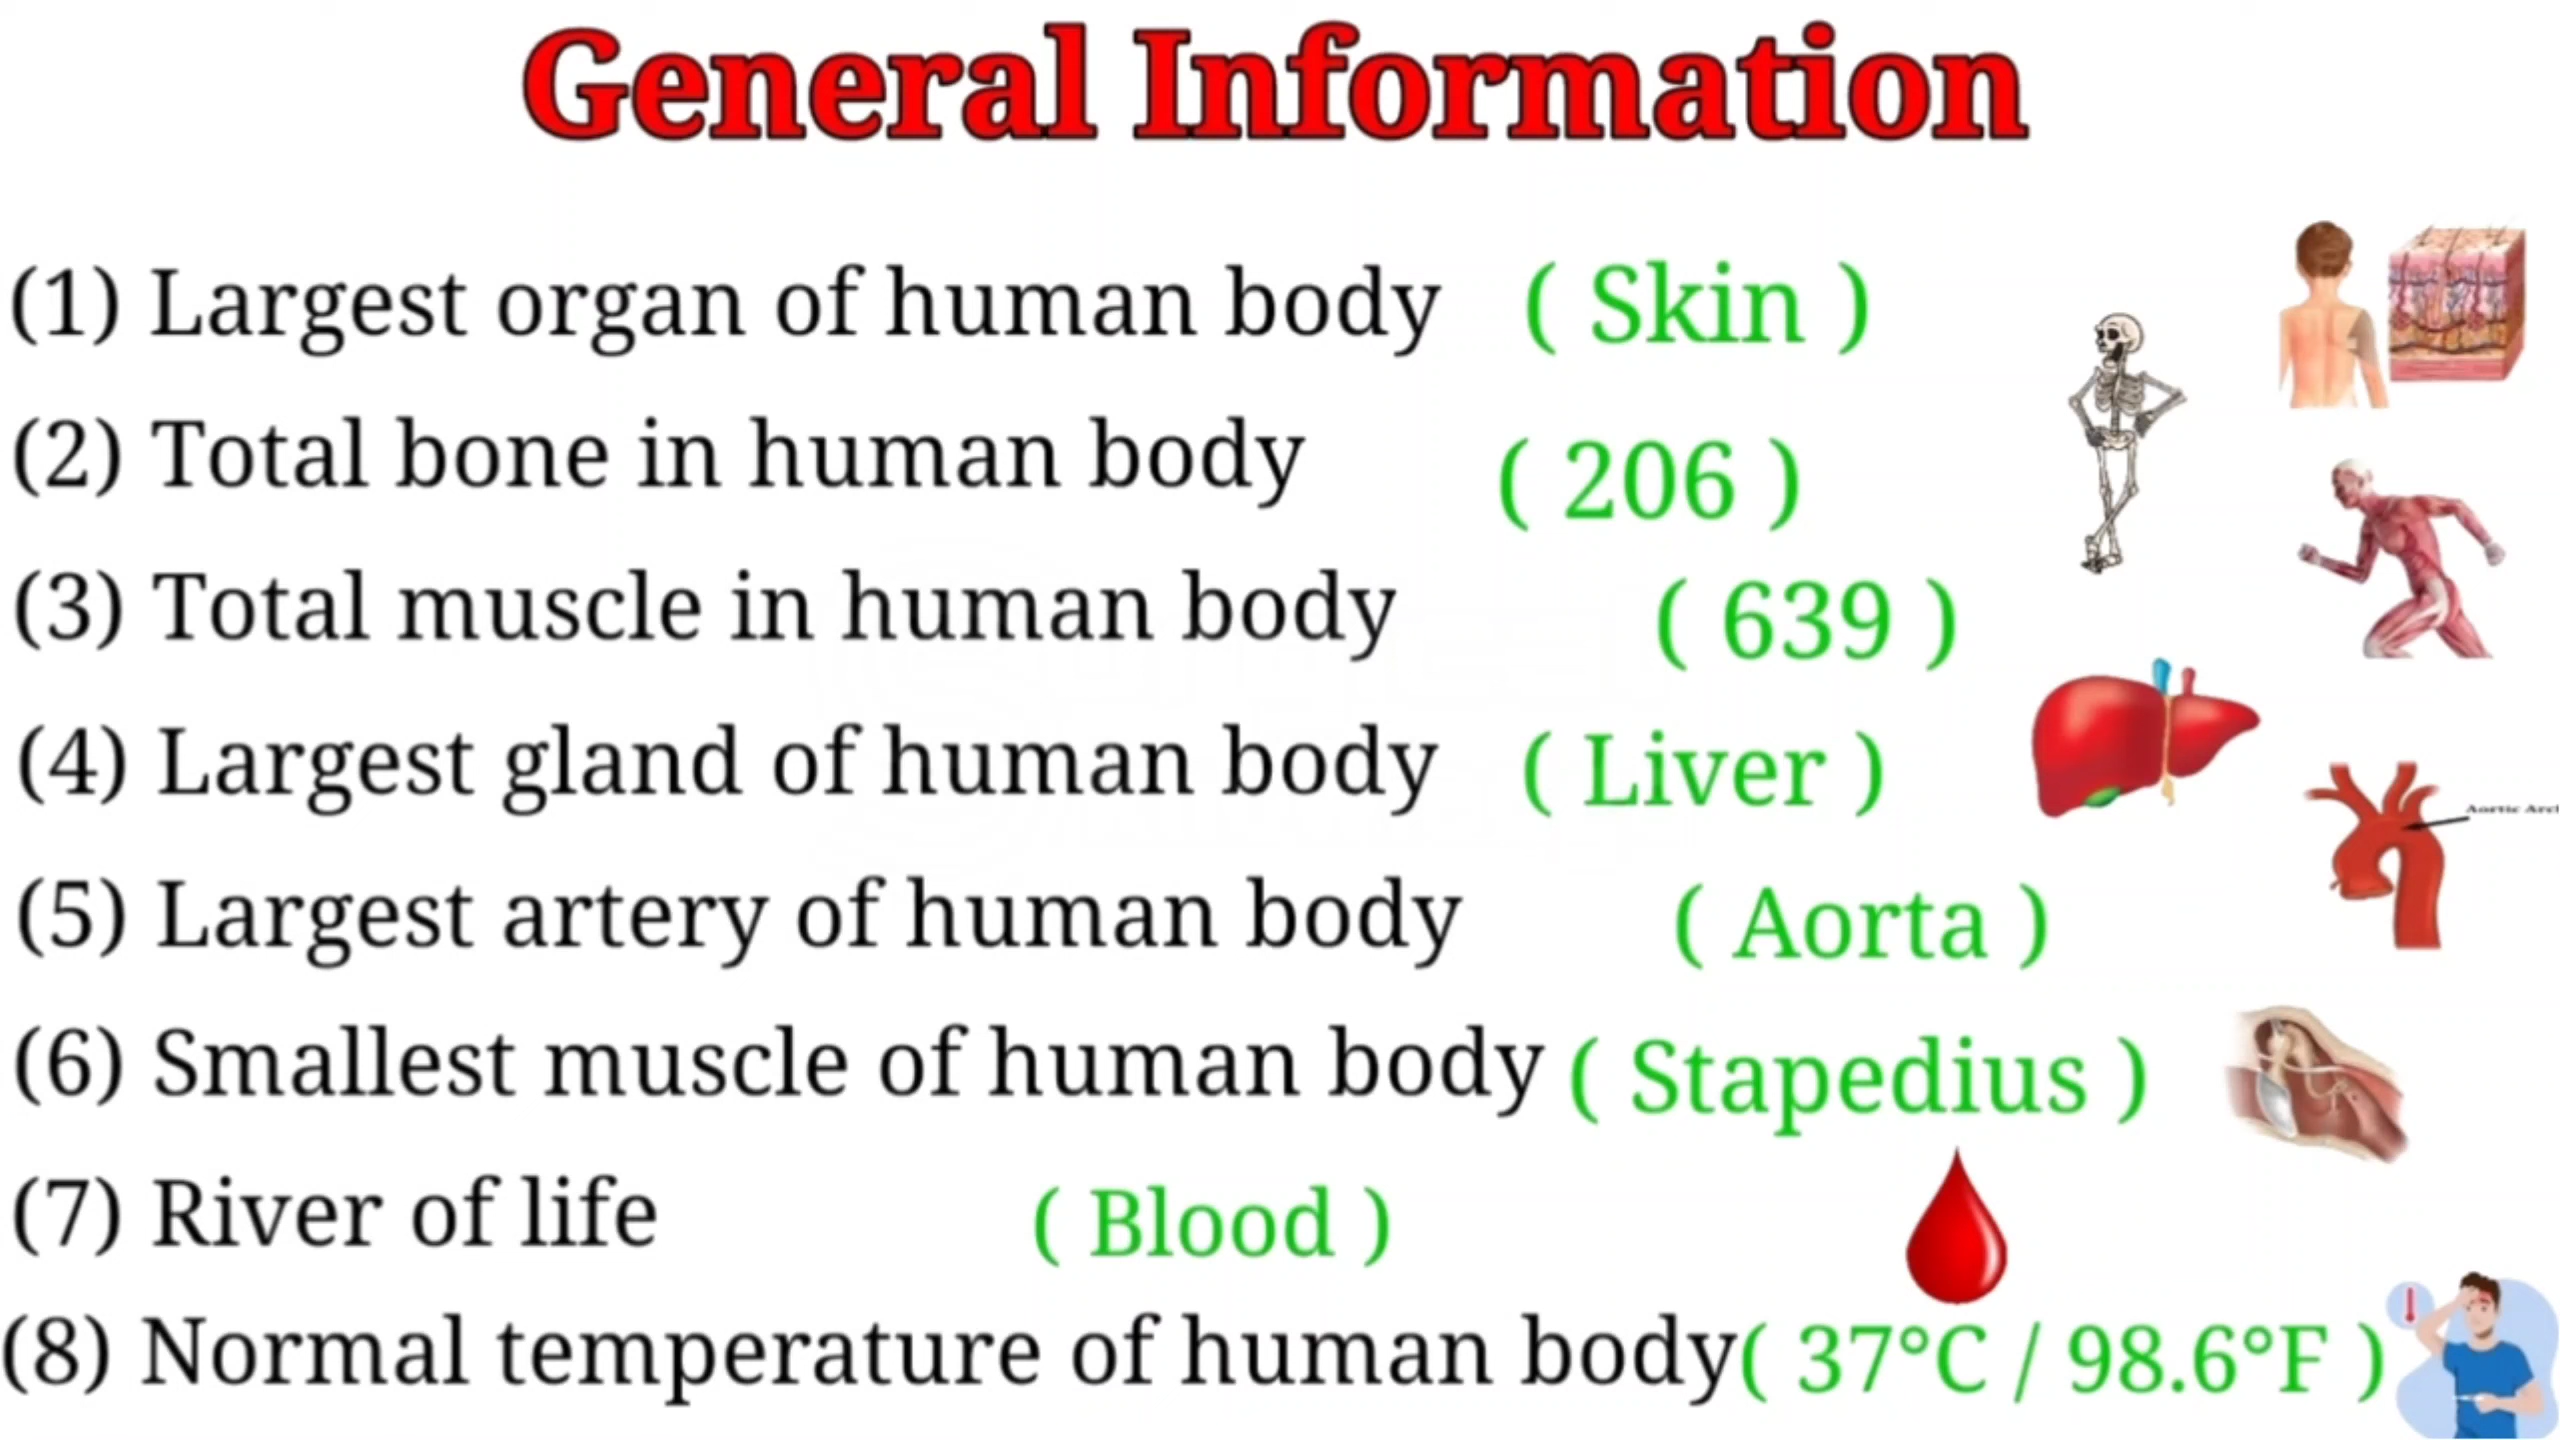 General Information
(1) Largest organ of human body ( Skin )
(2) Total bone in human body ( 206 )
(3) Total muscle in human body ( 639 )
(4) Largest gland of human body ( Liver )
Aortic Arc
(5) Largest artery of human body ( Aorta )
(6) Smallest muscle of human body ( Stapedius )
(7) River of life ( Blood )
(8) Normal temperature of human body( 37°C / 98.6°F )